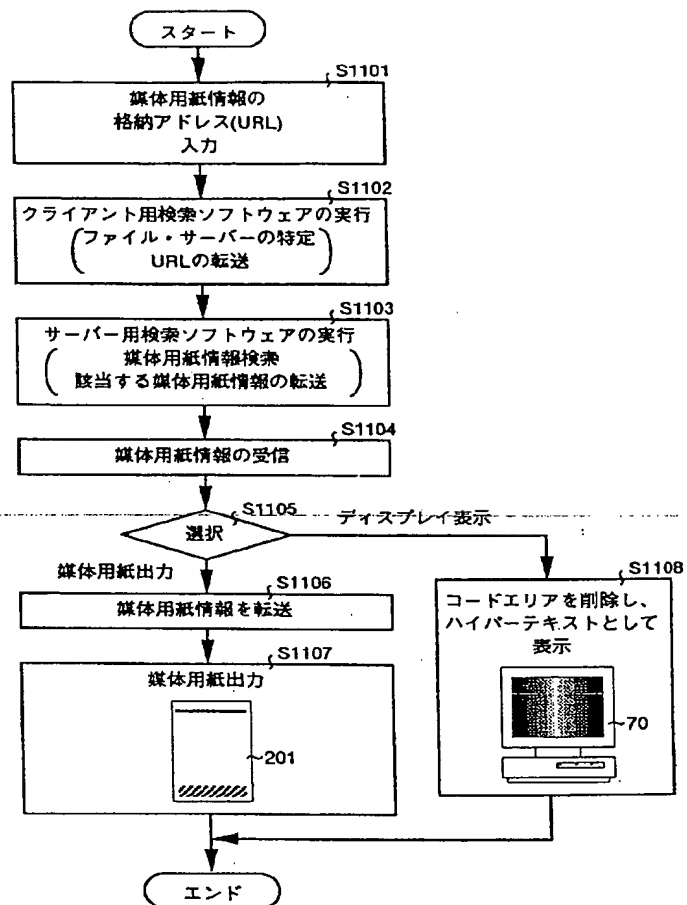 スタート
S1101
媒体用紙情報の
格納アドレス(URL)
入力
S1102
クライアント用検索ソフトウェアの実行
ファイル・サーバーの特定
URLの転送
S1103
サーバー用検索ソフトウェアの実行
媒体用紙情報検索
該当する媒体用紙情報の転送
S1104
媒体用紙情報の受信
S1105
選択
ディスプレイ表示
媒体用紙出力
S1106
媒体用紙情報を転送
S1107
媒体用紙出力
201
S1108
コードエリアを削除し、
ハイパーテキストとして
表示
70
エンド